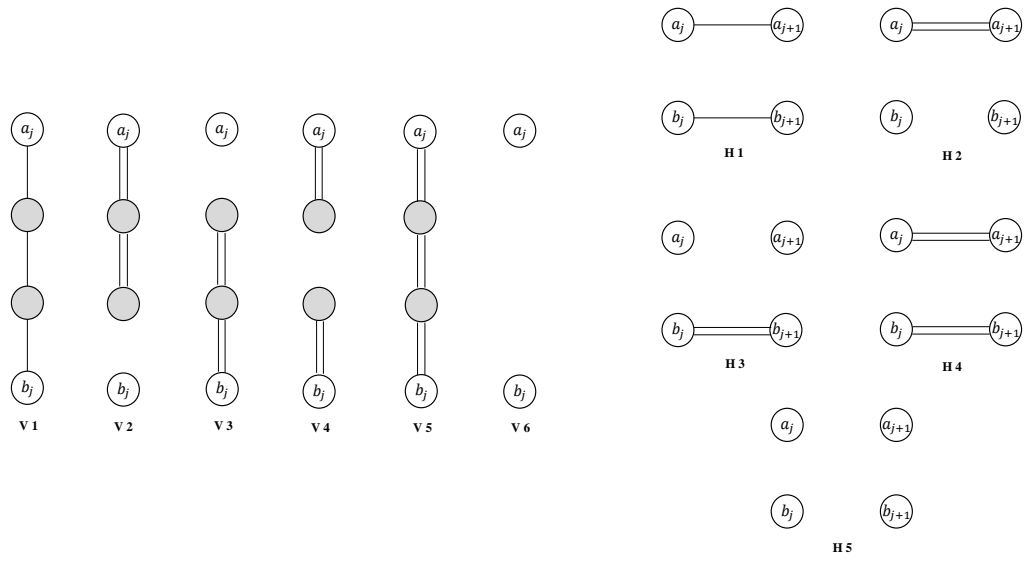 a_j a_{j+1} a_j a_{j+1}
b_j b_{j+1} b_j b_{j+1}
H 1 H 2
a_j a_j a_j a_j a_j a_j
b_j b_j b_j b_j b_j b_j
V 1 V 2 V 3 V 4 V 5 V 6
a_j a_{j+1} a_j a_{j+1}
b_j b_{j+1} b_j b_{j+1}
H 3 H 4
a_j a_{j+1}
b_j b_{j+1}
H 5